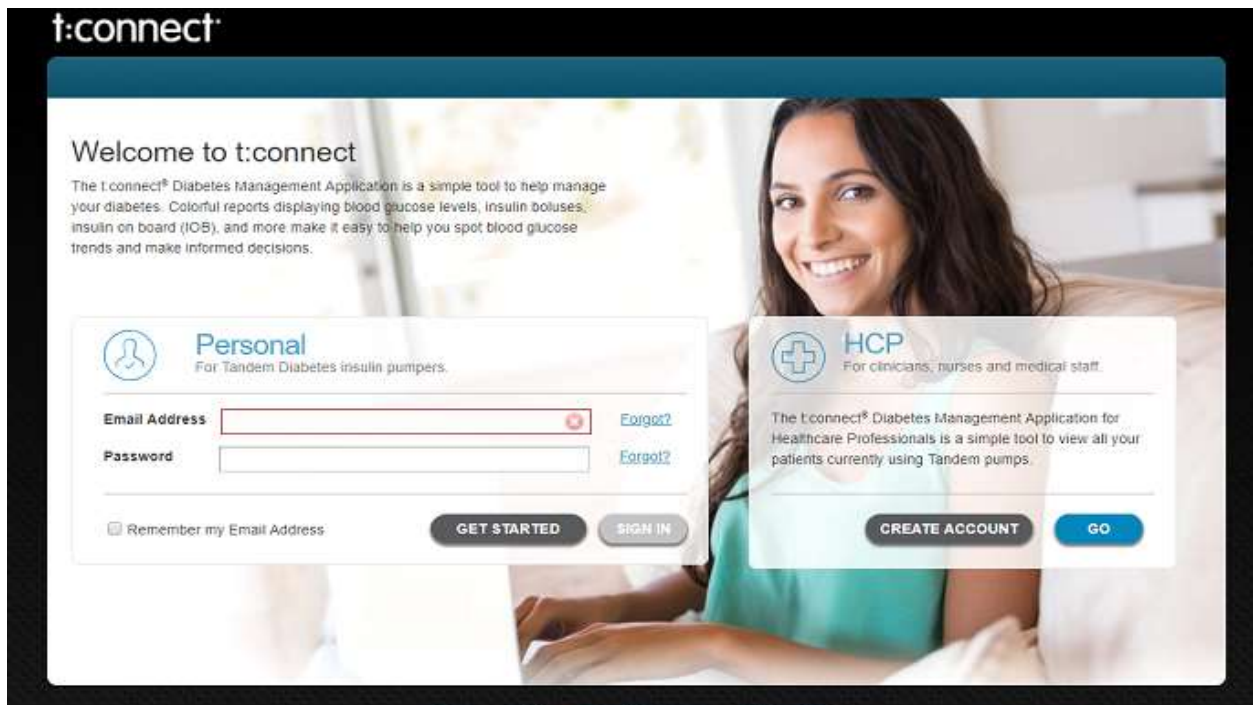 t:connect
Welcome to t:connect
The t:connect® Diabetes Management Application is a simple tool to help manage
your diabetes. Colorful reports displaying blood glucose levels, insulin boluses,
insulin on board (IOB), and more make it easy to help you spot blood glucose
trends and make informed decisions.
Personal
For Tandem Diabetes insulin pumpers.
Email Address Forgot?
Password Forgot?
Remember my Email Address GET STARTED SIGN IN
HCP
For clinicians, nurses and medical staff.
The t:connect® Diabetes Management Application for
Healthcare Professionals is a simple tool to view all your
patients currently using Tandem pumps.
CREATE ACCOUNT GO